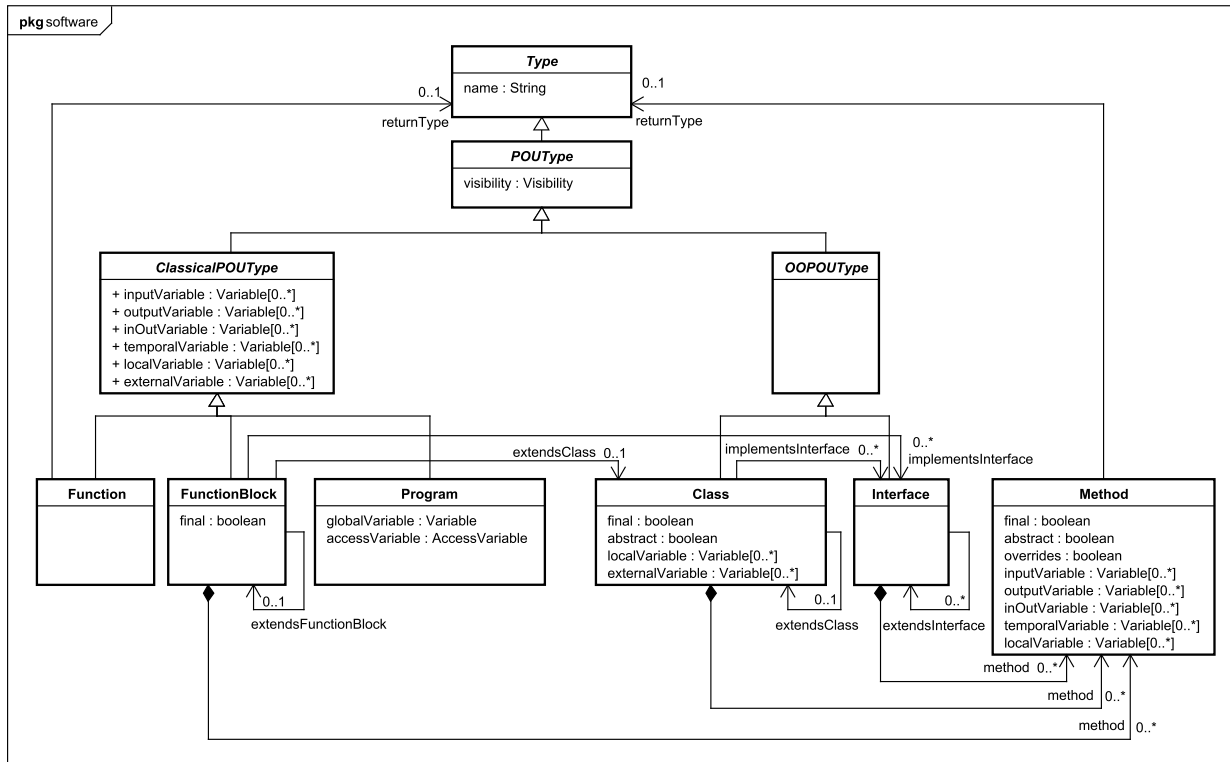 pkg software
Type
name : String
0..1
returnType
0..1
returnType
POUType
visibility : Visibility
ClassicalPOUType
+ inputVariable : Variable[0..*]
+ outputVariable : Variable[0..*]
+ inOutVariable : Variable[0..*]
+ temporalVariable : Variable[0..*]
+ localVariable : Variable[0..*]
+ externalVariable : Variable[0..*]
OOPOUType
extendsClass 0..1
implementsInterface 0..*
0..*
implementsInterface
Function
FunctionBlock
final : boolean
0..1
extendsFunctionBlock
Program
globalVariable : Variable
accessVariable : AccessVariable
Class
final : boolean
abstract : boolean
localVariable : Variable[0..*]
externalVariable : Variable[0..*]
0..1
extendsClass
Interface
0..*
extendsInterface
Method
final : boolean
abstract : boolean
overrides : boolean
inputVariable : Variable[0..*]
outputVariable : Variable[0..*]
inOutVariable : Variable[0..*]
temporalVariable : Variable[0..*]
localVariable : Variable[0..*]
method 0..*
method 0..*
method 0..*